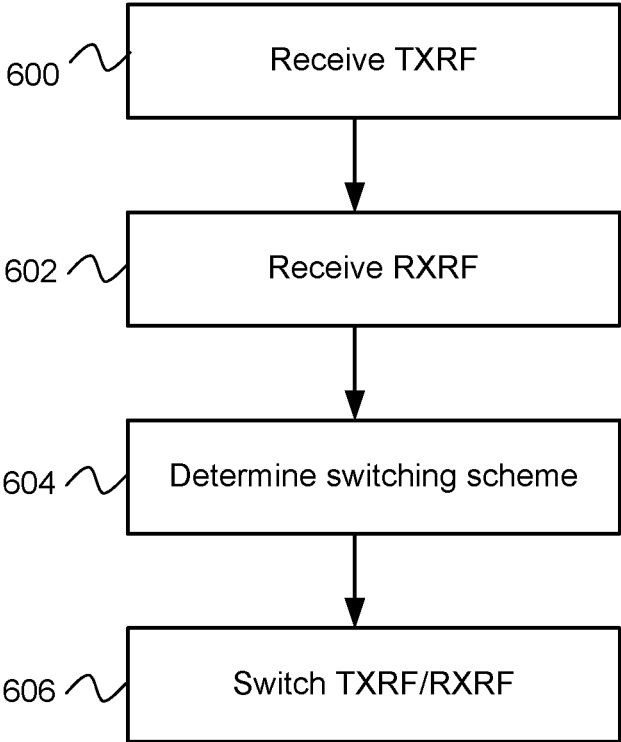 600
Receive TXRF
602
Receive RXRF
604
Determine switching scheme
606
Switch TXRF/RXRF